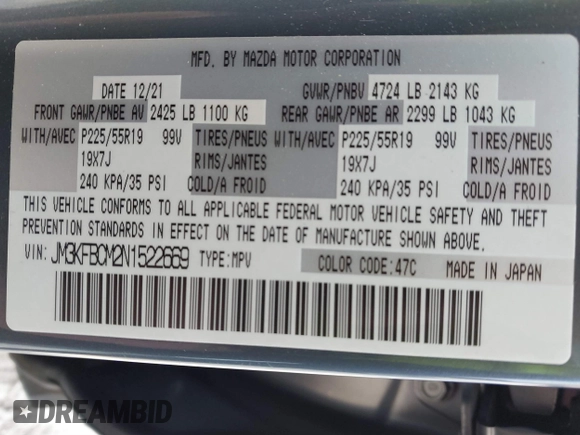 MFD. BY MAZDA MOTOR CORPORATION
DATE 12/21 GVWR/PNBV 4724 LB 2143 KG
FRONT GAWR/PNBE AV 2425 LB 1100 KG REAR GAWR/PNBE AR 2299 LB 1043 KG
WITH/AVEC P225/55R19 99V TIRES/PNEUS WITH/AVEC P225/55R19 99V TIRES/PNEUS
19X7J RIMS/JANTES 19X7J RIMS/JANTES
240 KPA/35 PSI COLD/A FROID 240 KPA/35 PSI COLD/A FROID
THIS VEHICLE CONFORMS TO ALL APPLICABLE FEDERAL MOTOR VEHICLE SAFETY AND THEFT
PREVENTION STANDARDS IN EFFECT ON THE DATE OF MANUFACTURE SHOWN ABOVE.
VIN: JM3KFBCM2N1522669 TYPE:MPV COLOR CODE:47C MADE IN JAPAN
DREAMBID